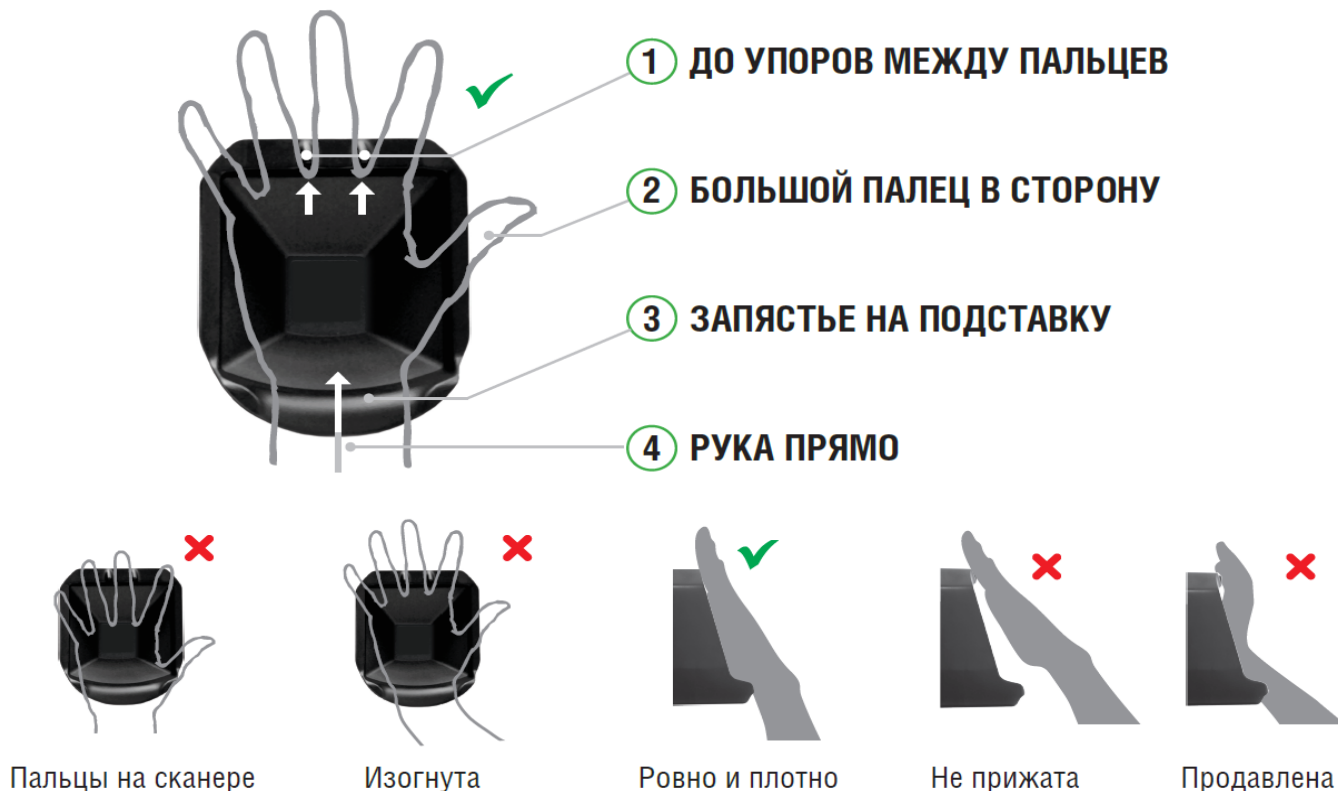 1 ДО УПОРОВ МЕЖДУ ПАЛЬЦЕВ
2 БОЛЬШОЙ ПАЛЕЦ В СТОРОНУ
3 ЗАПЯСТЬЕ НА ПОДСТАВКУ
4 РУКА ПРЯМО
Пальцы на сканере
Изогнута
Ровно и плотно
Не прижата
Продавлена